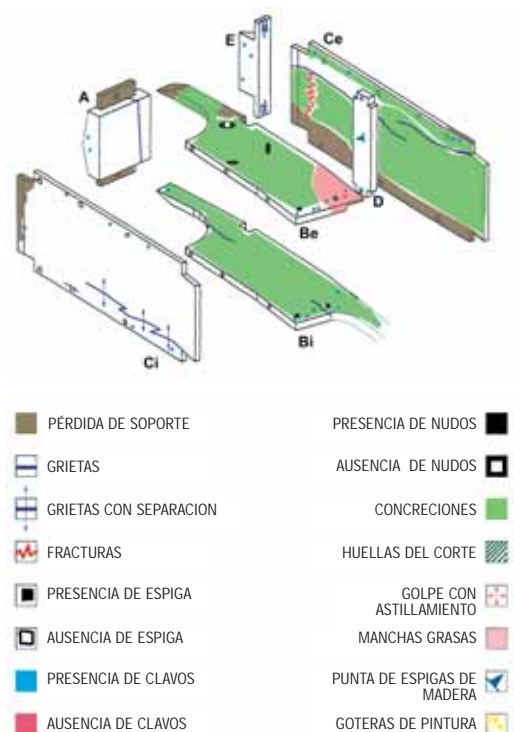 E
Ce
A
D
Be
Bi
Ci
PÉRDIDA DE SOPORTE
GRIETAS
GRIETAS CON SEPARACION
FRACTURAS
PRESENCIA DE ESPIGA
AUSENCIA DE ESPIGA
PRESENCIA DE CLAVOS
AUSENCIA DE CLAVOS
PRESENCIA DE NUDOS
AUSENCIA DE NUDOS
CONCRECIONES
HUELLAS DEL CORTE
GOLPE CON
ASTILLAMIENTO
MANCHAS GRASAS
PUNTA DE ESPIGAS DE
MADERA
GOTERAS DE PINTURA